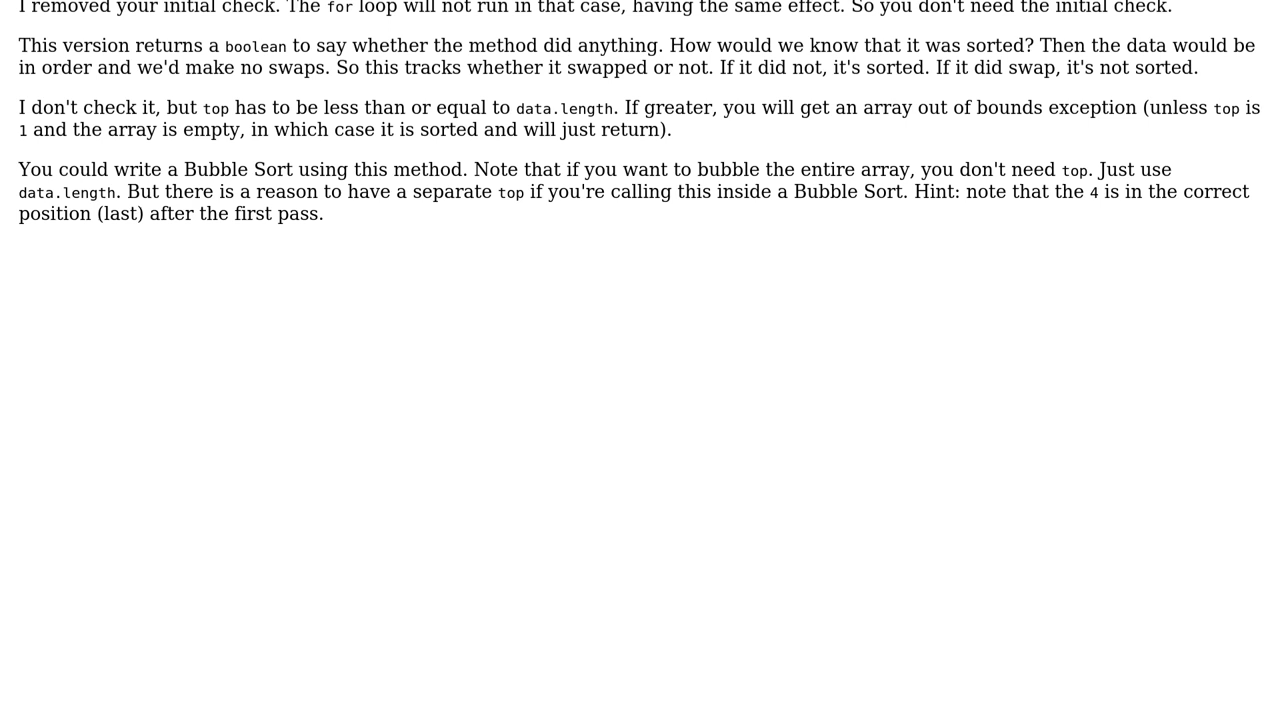 I removed your initial check. The for loop will not run in that case, having the same effect. So you don't need the initial check.
This version returns a boolean to say whether the method did anything. How would we know that it was sorted? Then the data would be
in order and we'd make no swaps. So this tracks whether it swapped or not. If it did not, it's sorted. If it did swap, it's not sorted.
I don't check it, but top has to be less than or equal to data.length. If greater, you will get an array out of bounds exception (unless top is
1 and the array is empty, in which case it is sorted and will just return).
You could write a Bubble Sort using this method. Note that if you want to bubble the entire array, you don't need top. Just use
data.length. But there is a reason to have a separate top if you're calling this inside a Bubble Sort. Hint: note that the 4 is in the correct
position (last) after the first pass.